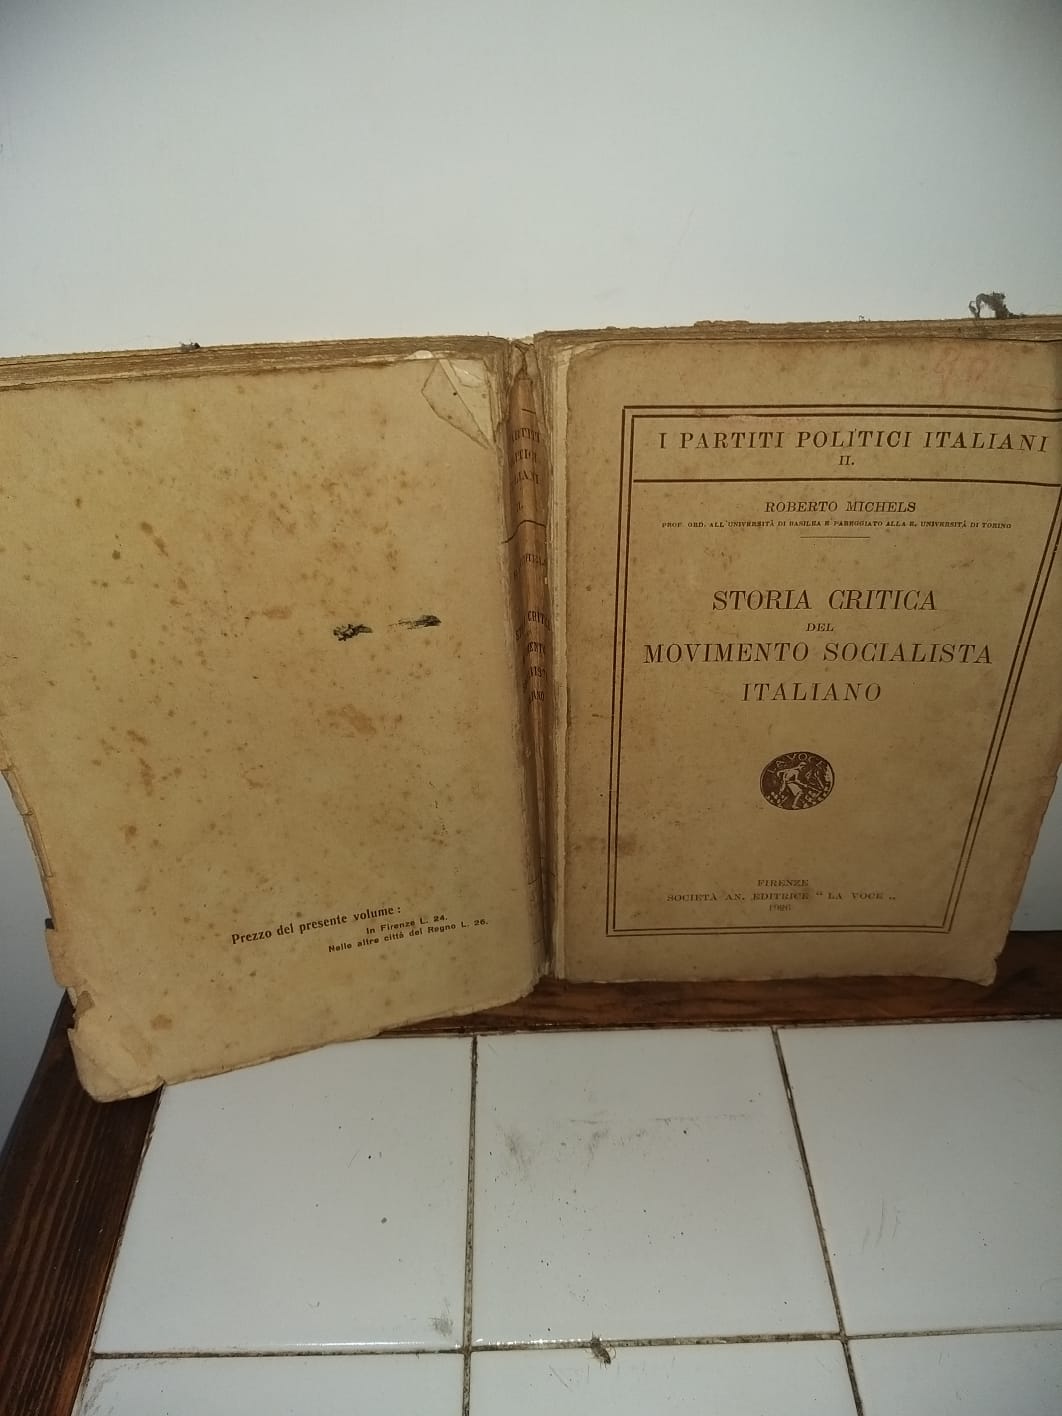 Prezzo del presente volume :
In Firenze L. 24.
Nelle altre città del Regno L. 26.
I PARTITI POLITICI ITALIANI
II.
ROBERTO MICHELS
PROF. ORD. ALL'UNIVERSITÀ DI BASILEA E PAREGGIATO ALLA R. UNIVERSITÀ DI TORINO
STORIA CRITICA
DEL
MOVIMENTO SOCIALISTA
ITALIANO
LA VOCE
FIRENZE
SOCIETÀ AN. EDITRICE “ LA VOCE „
1926